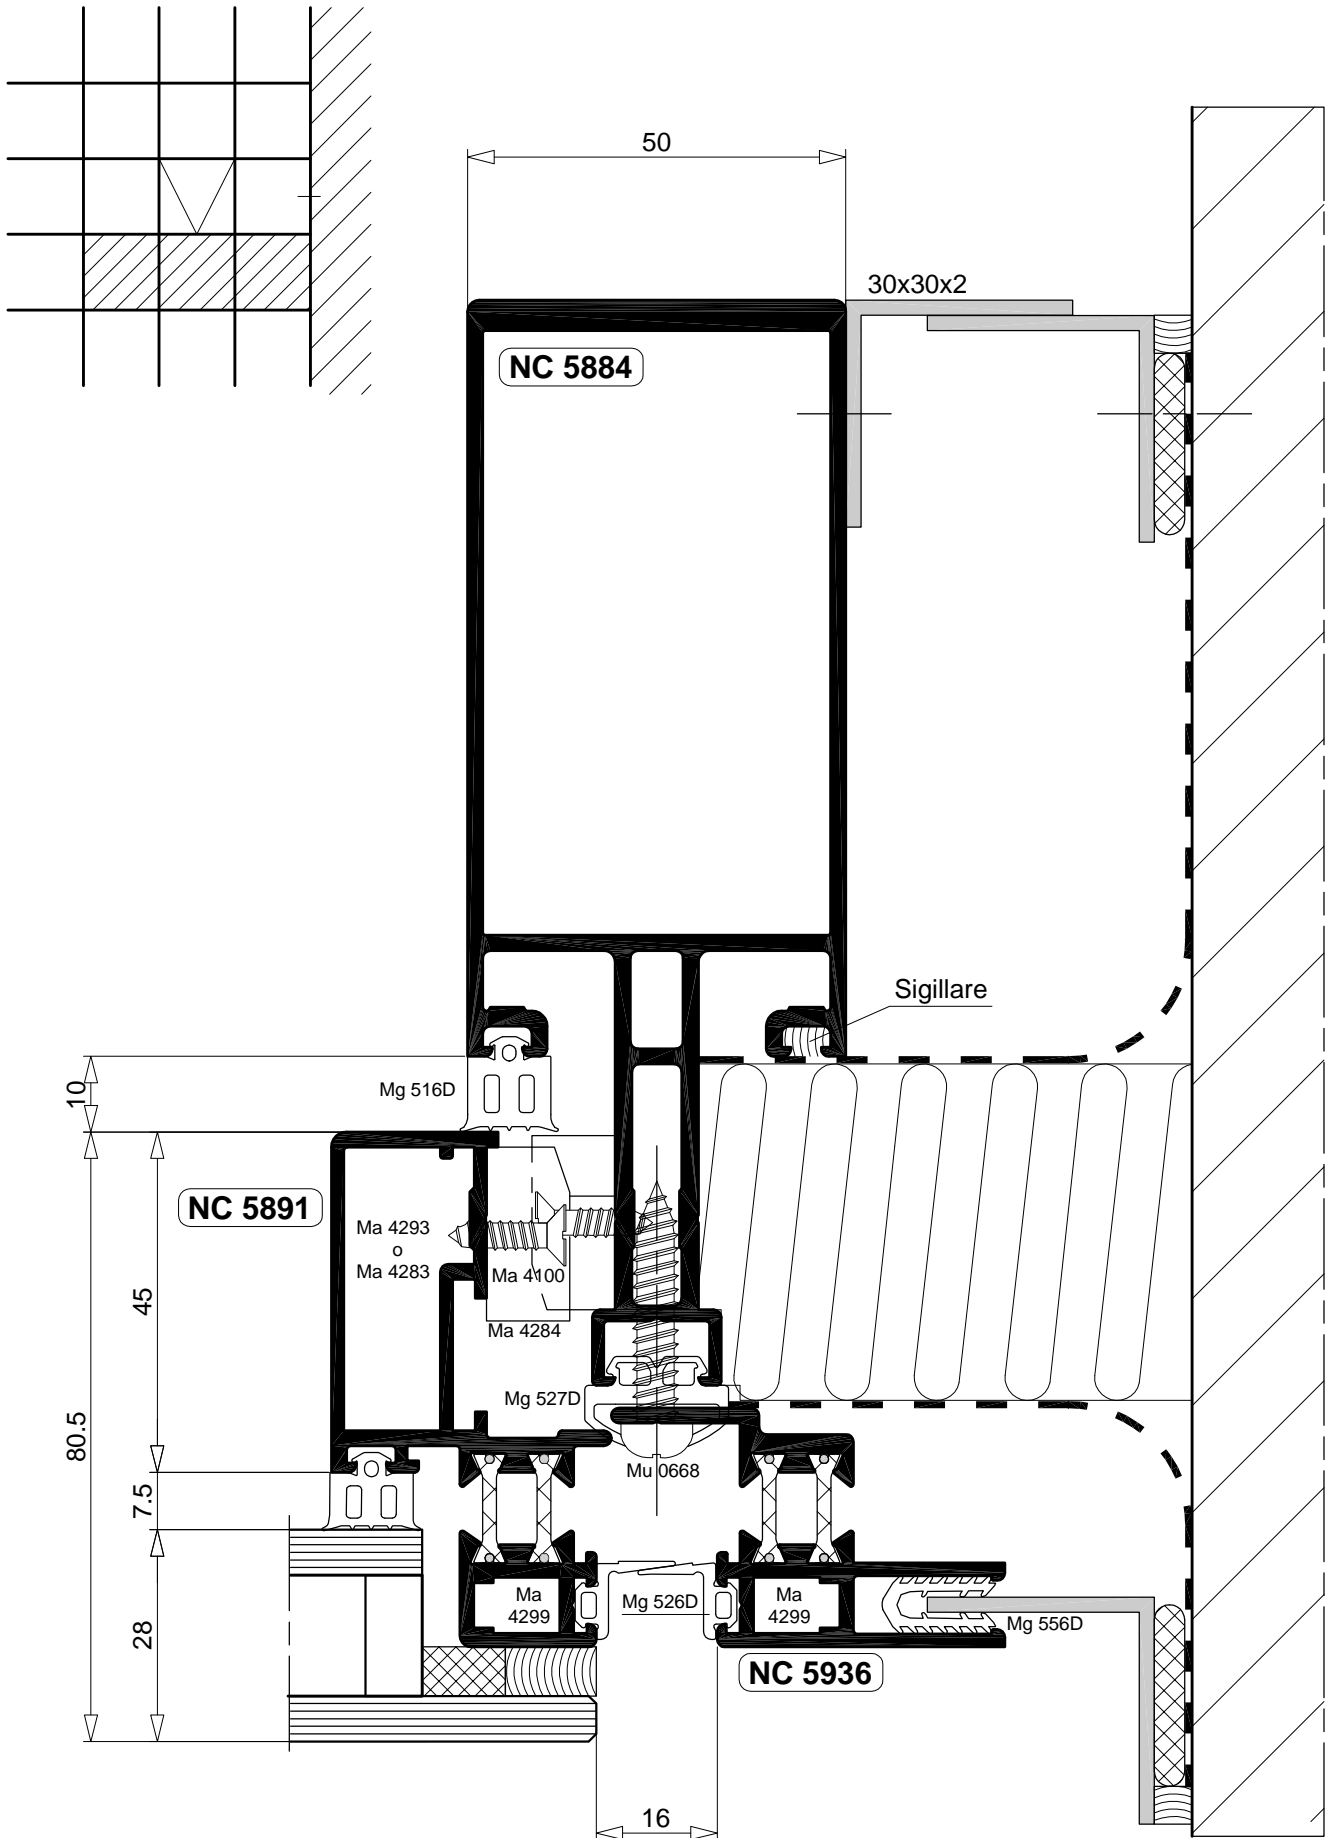 50
30x30x2
NC 5884
Sigillare
10
Mg 516D
NC 5891
Ma 4293
o
Ma 4283
Ma 4100
45
Ma 4284
80.5
Mg 527D
Mu 0668
7.5
28
Ma
4299
Mg 526D
Ma
4299
Mg 556D
NC 5936
16